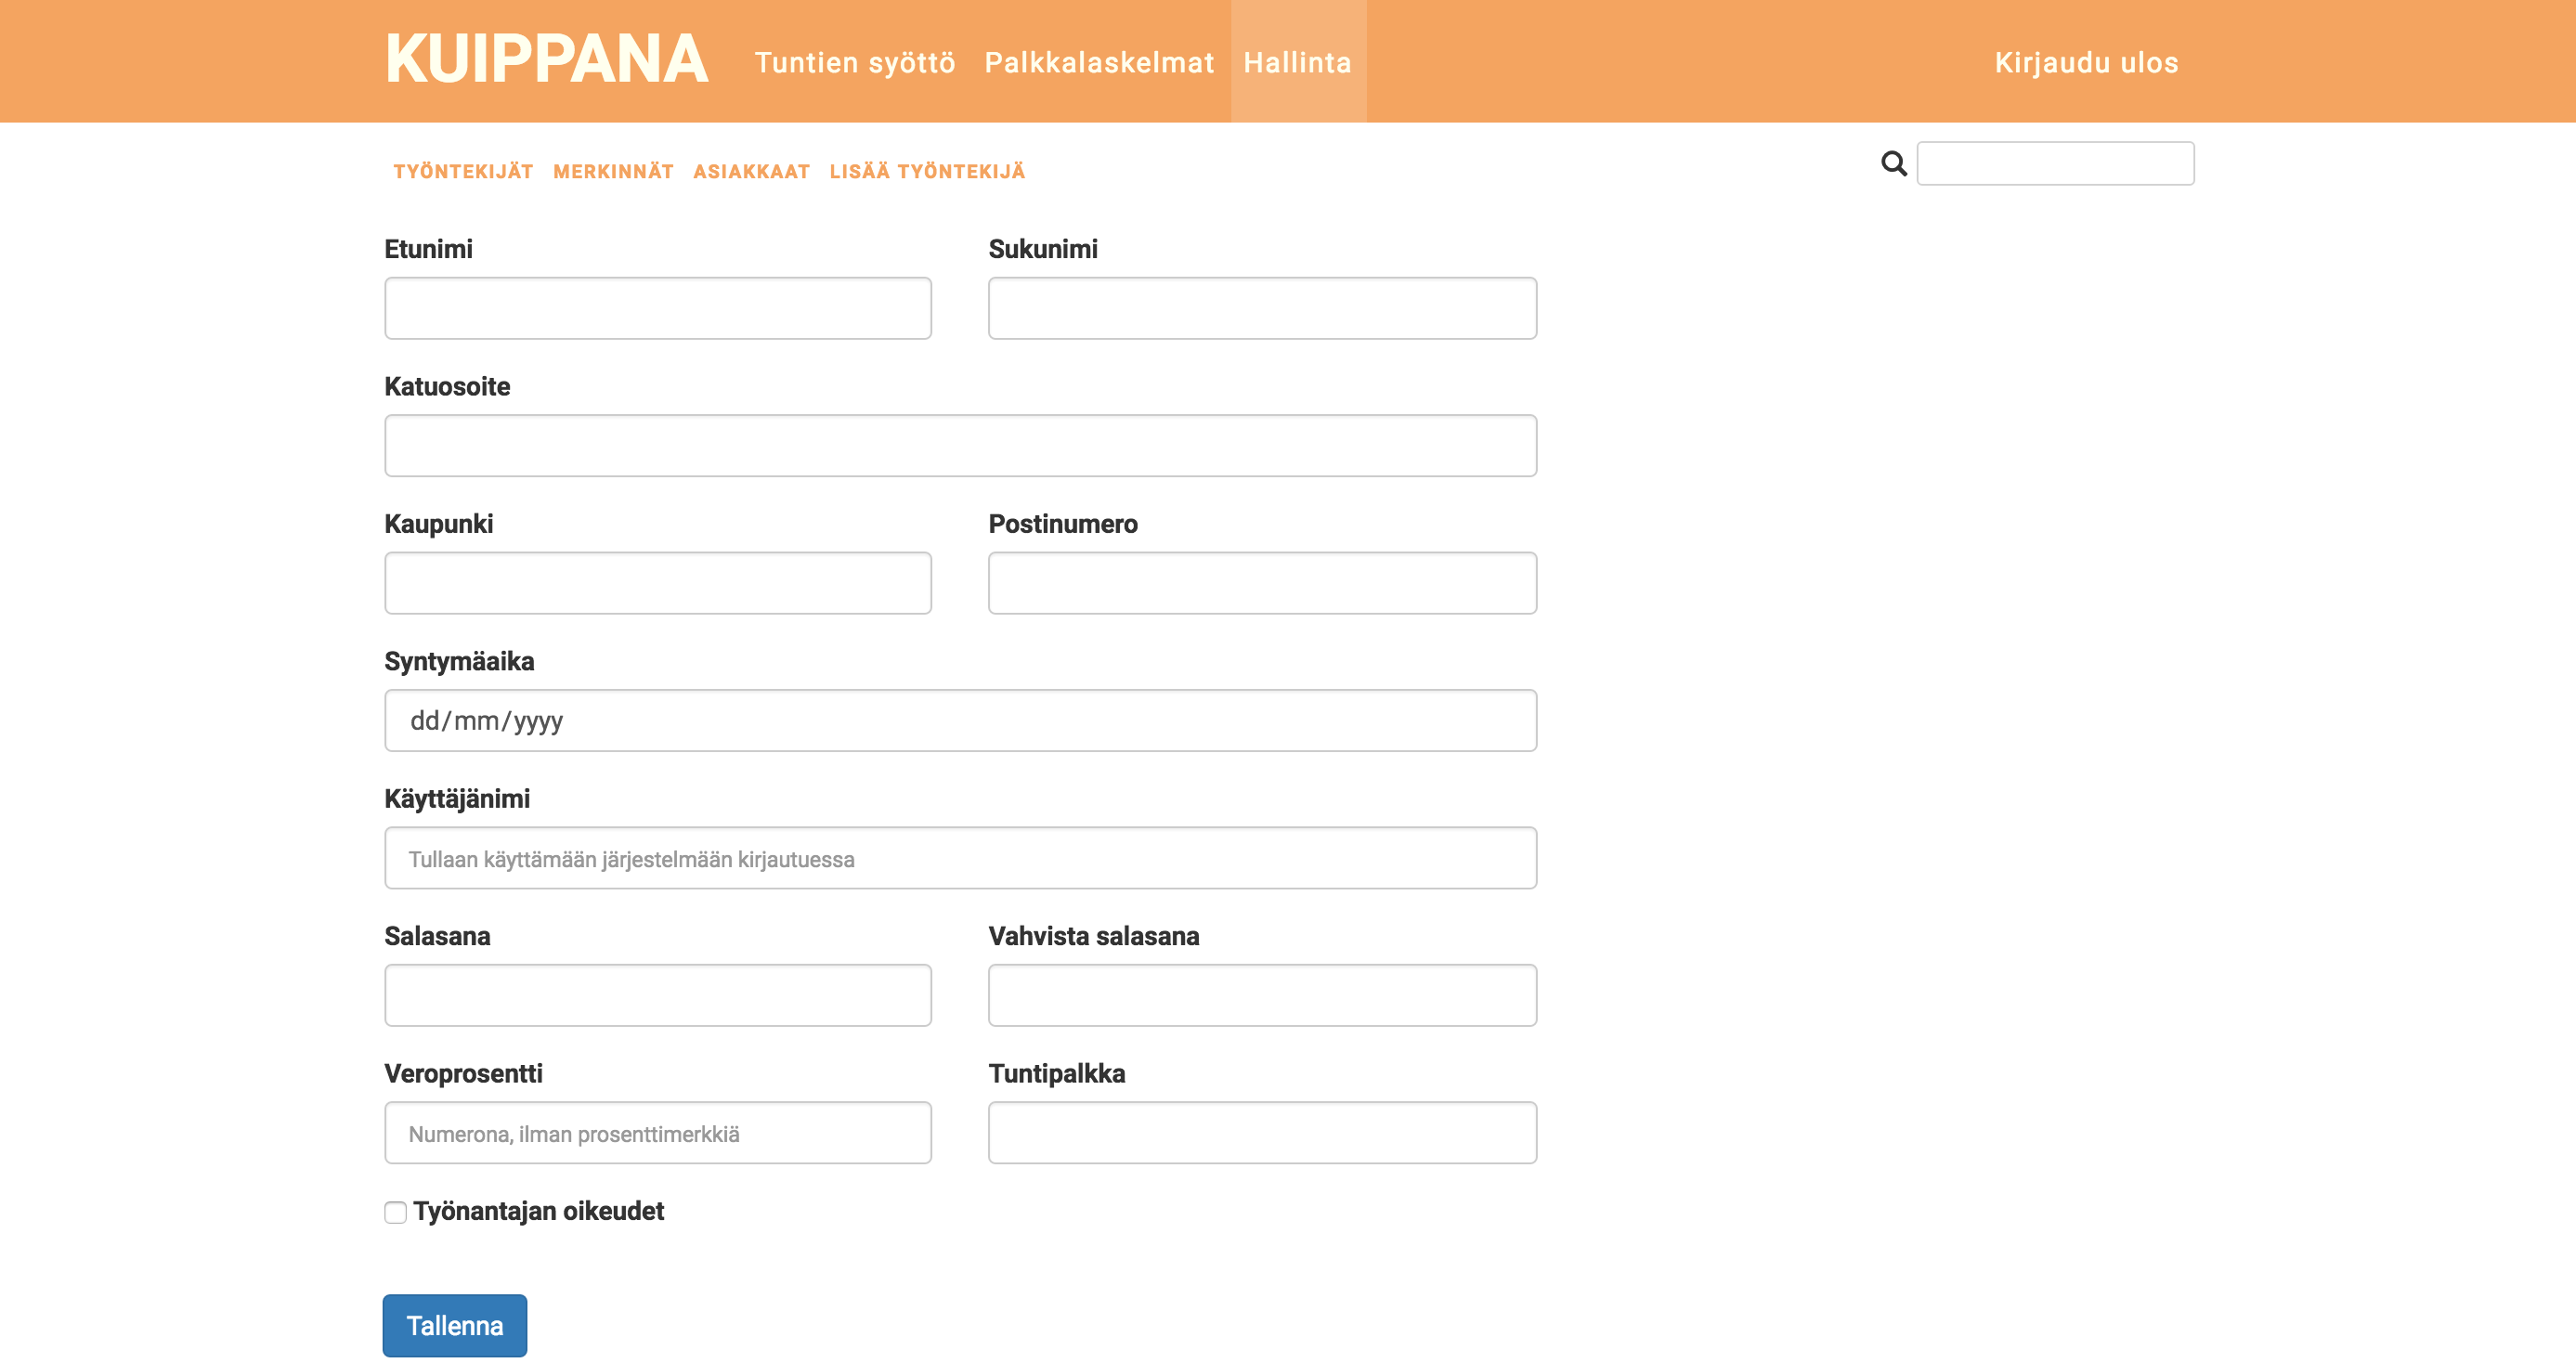 KUIPPANA Tuntien syöttö Palkkalaskelmat Hallinta Kirjaudu ulos
TYÖNTEKIJÄT MERKINNÄT ASIAKKAAT LISÄÄ TYÖNTEKIJÄ
Etunimi Sukunimi
Katuosoite
Kaupunki Postinumero
Syntymäaika
dd/mm/yyyy
Käyttäjänimi
Tullaan käyttämään järjestelmään kirjautuessa
Salasana Vahvista salasana
Veroprosentti Tuntipalkka
Numerona, ilman prosenttimerkkiä
Työnantajan oikeudet
Tallenna